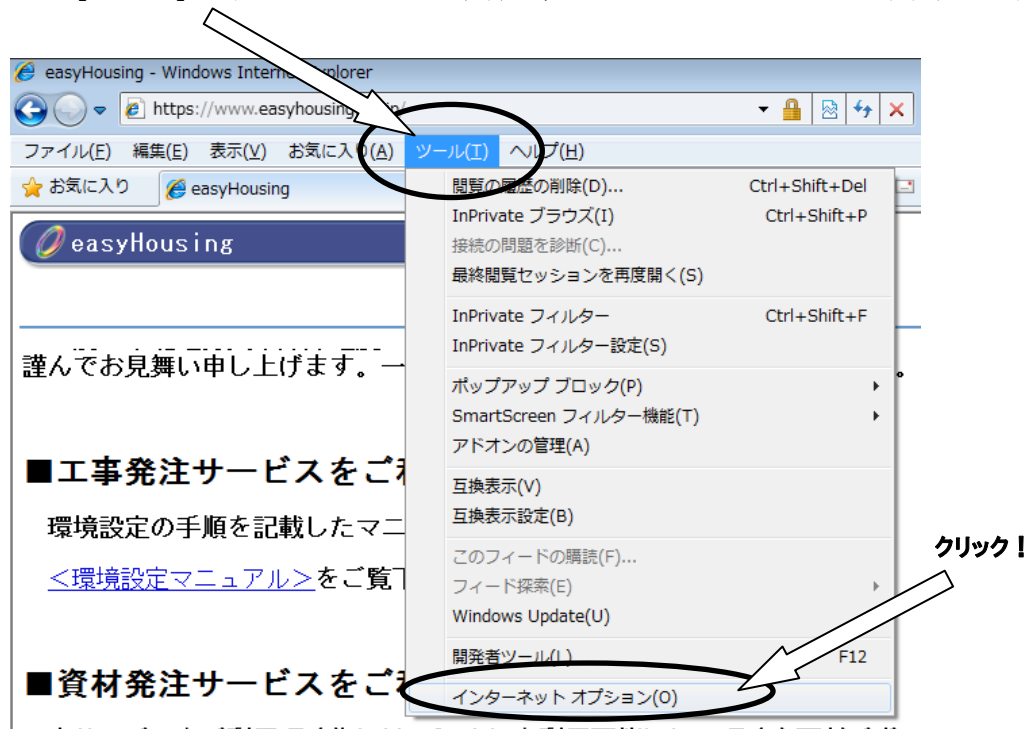 easyHousing - Windows Intern xplorer
https://www.easyhousing
ファイル(F) 編集(E) 表示(V) お気に入り(A) ツール(T) ヘルプ(H)
お気に入り easyHousing
閲覧の履歴の削除(D)... Ctrl+Shift+Del
InPrivate ブラウズ(I) Ctrl+Shift+P
接続の問題を診断(C)...
最終閲覧セッションを再度開く(S)
InPrivate フィルター Ctrl+Shift+F
InPrivate フィルター設定(S)
ポップアップ ブロック(P)
SmartScreen フィルター機能(T)
アドオンの管理(A)
互換表示(V)
互換表示設定(B)
このフィードの購読(F)...
フィード探索(E)
Windows Update(U)
開発者ツール(L) F12
インターネット オプション(O)
クリック！
easyHousing
謹んでお見舞い申し上げます。一
■工事発注サービスをご
環境設定の手順を記載したマニ
＜環境設定マニュアル＞をご覧
■資材発注サービスをご